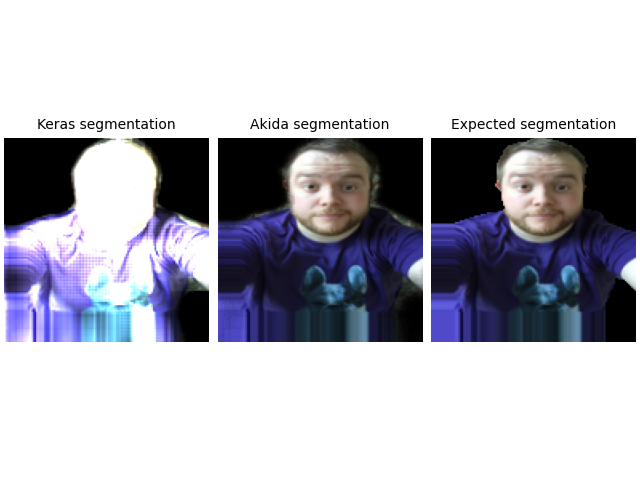 Keras segmentation
Akida segmentation
Expected segmentation